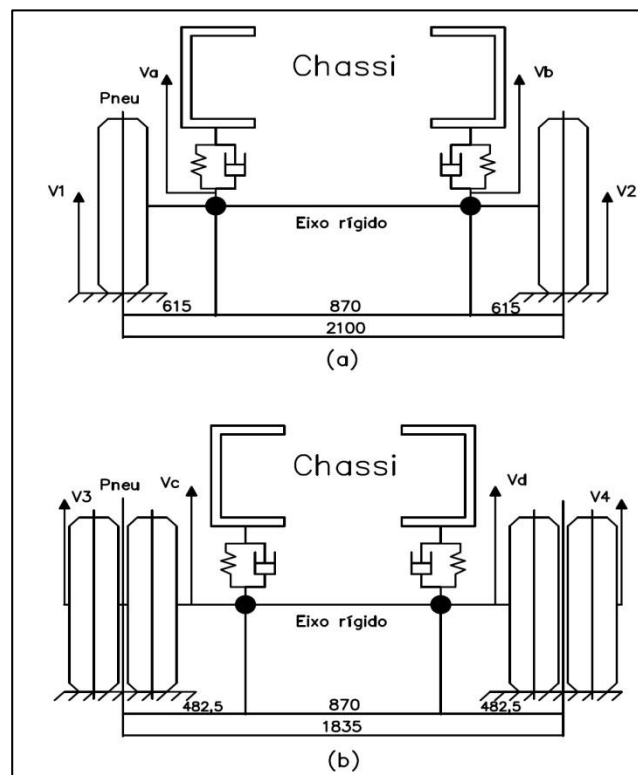 Chassi
Va
Vb
Pneu
V1
V2
Eixo rígido
615
870
615
2100
(a)
Chassi
V3
Pneu
Vc
Vd
V4
Eixo rígido
482,5
870
482,5
1835
(b)